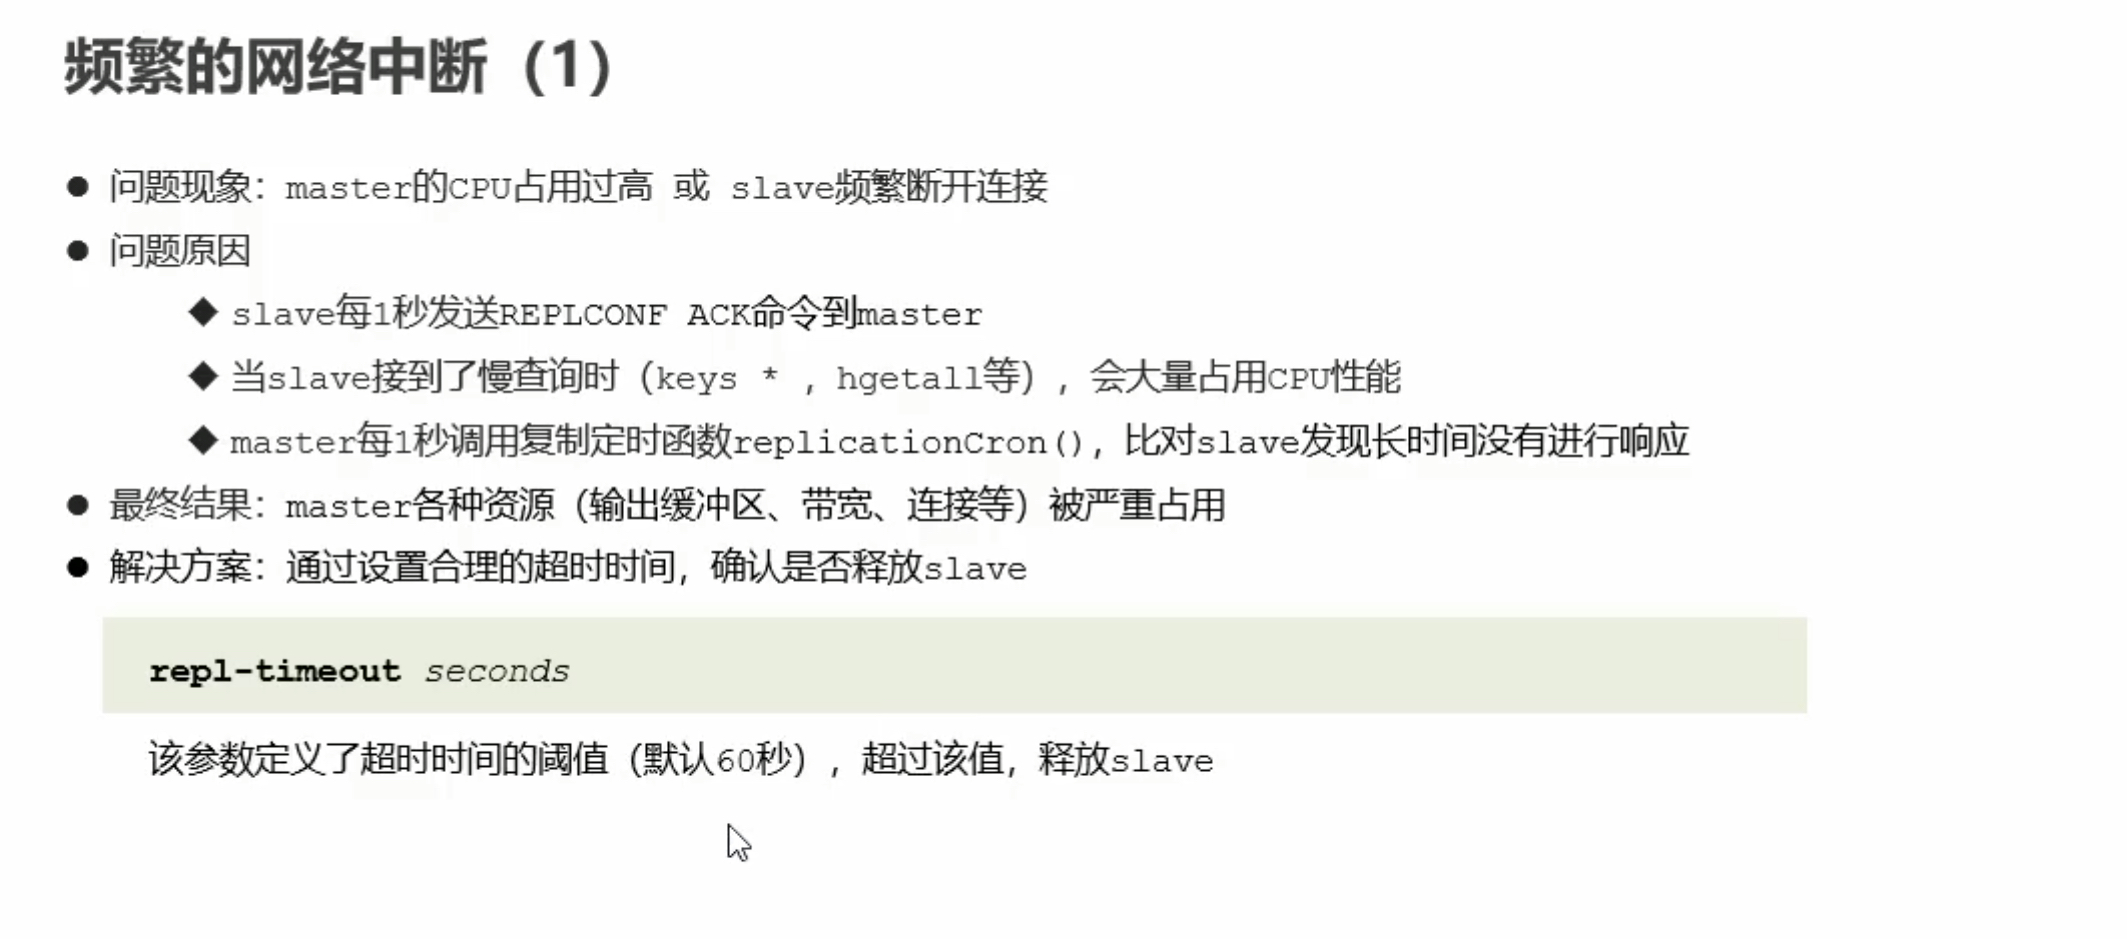 频繁的网络中断（1）
● 问题现象：master的CPU占用过高 或 slave频繁断开连接
● 问题原因
◆ slave每1秒发送REPLCONF ACK命令到master
◆ 当slave接到了慢查询时（keys * ，hgetall等），会大量占用CPU性能
◆ master每1秒调用复制定时函数replicationCron()，比对slave发现长时间没有进行响应
● 最终结果：master各种资源（输出缓冲区、带宽、连接等）被严重占用
● 解决方案：通过设置合理的超时时间，确认是否释放slave
repl-timeout seconds
该参数定义了超时时间的阈值（默认60秒），超过该值，释放slave